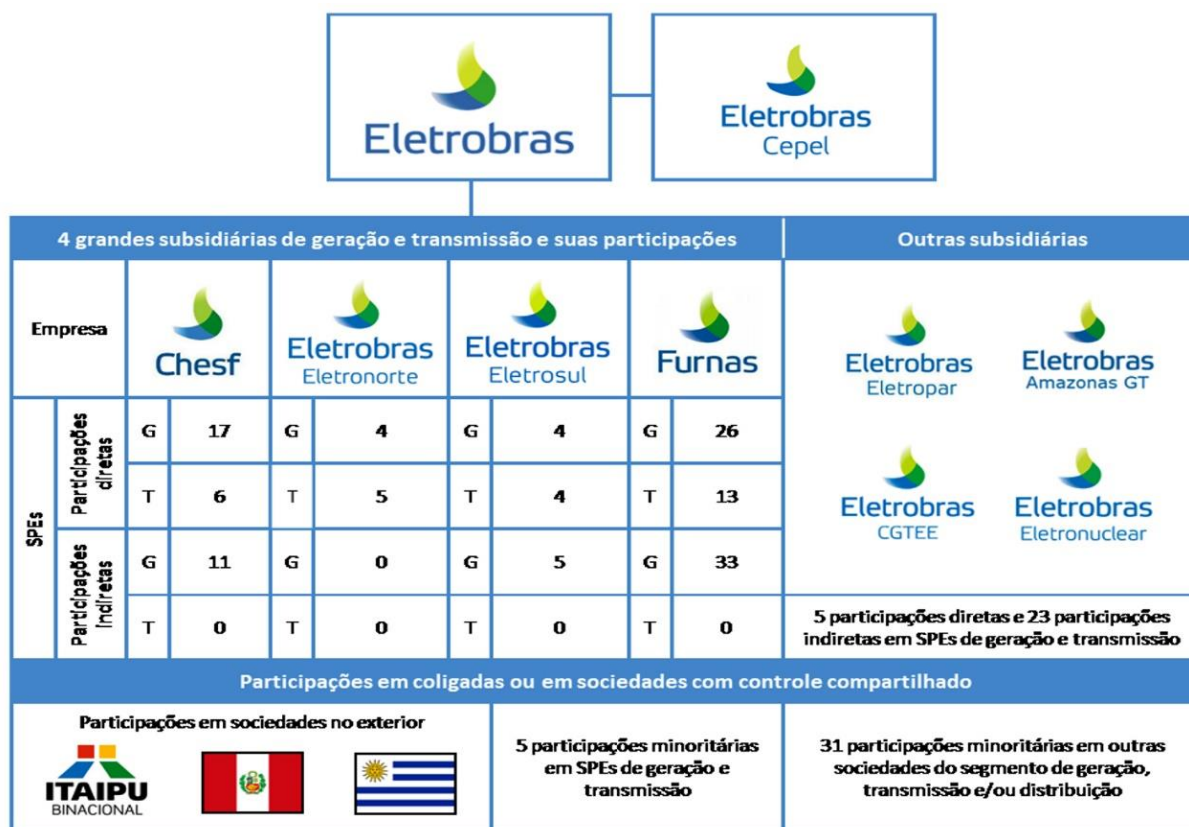 Eletrobras
Eletrobras
Cepel
4 grandes subsidiárias de geração e transmissão e suas participações
Outras subsidiárias
Empresa
Chesf
Eletrobras
Eletronorte
Eletrobras
Eletrosul
Furnas
Eletrobras
Eletropar
Eletrobras
Amazonas GT
Eletrobras
CGTEE
Eletrobras
Eletronuclear
SPEs
Participações
diretas
G 17 G 4 G 4 G 26
T 6 T 5 T 4 T 13
Participações
indiretas
G 11 G 0 G 5 G 33
T 0 T 0 T 0 T 0
5 participações diretas e 23 participações
indiretas em SPEs de geração e transmissão
Participações em coligadas ou em sociedades com controle compartilhado
Participações em sociedades no exterior
ITAIPU
BINACIONAL
5 participações minoritárias
em SPEs de geração e
transmissão
31 participações minoritárias em outras
sociedades do segmento de geração,
transmissão e/ou distribuição